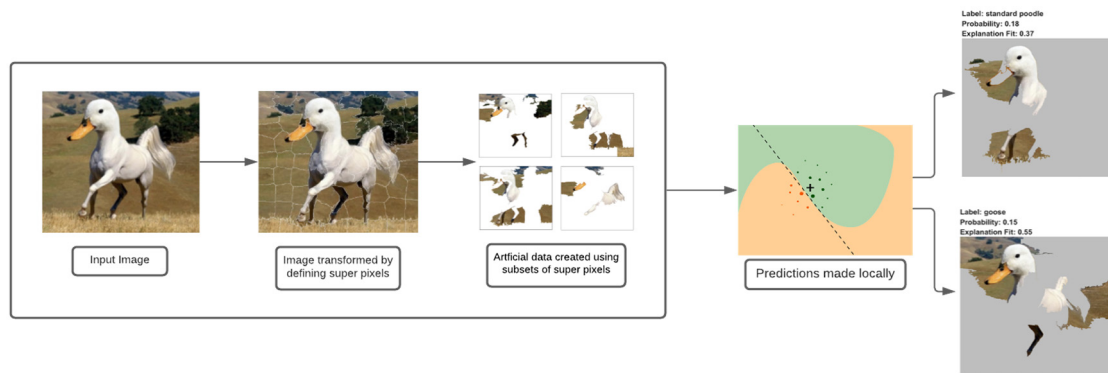 Label: standard poodle
Probability: 0.18
Explanation Fit: 0.37
Input Image
Image transformed by
defining super pixels
Artficial data created using
subsets of super pixels
Predictions made locally
Label: goose
Probability: 0.15
Explanation Fit: 0.55